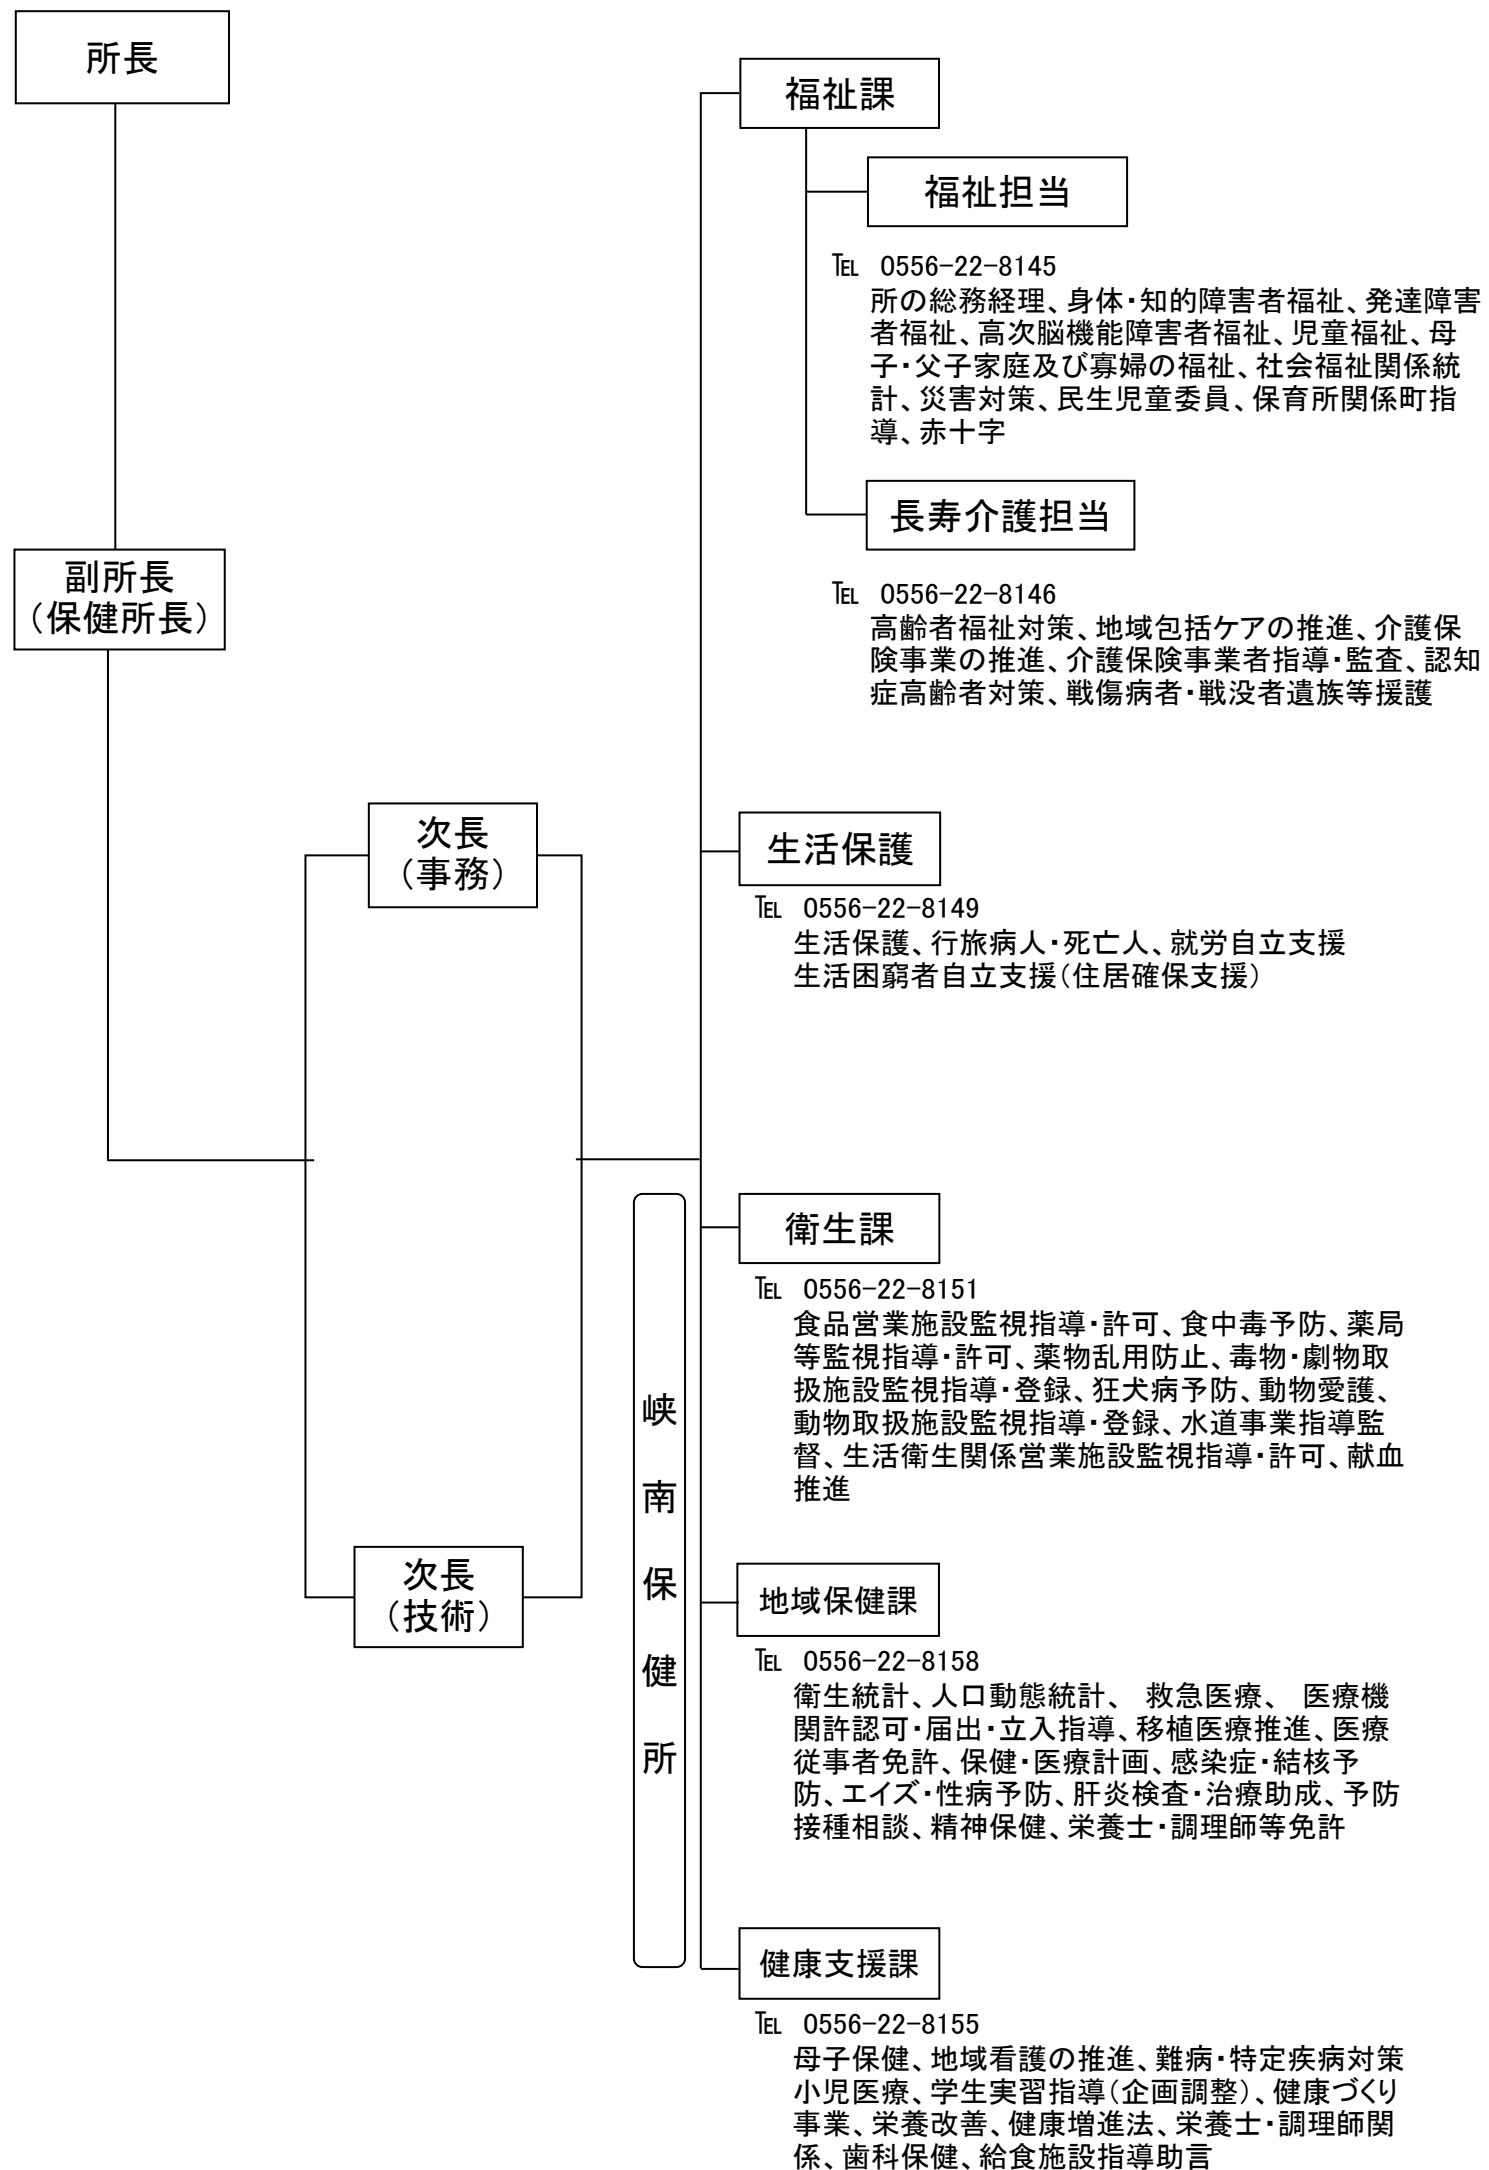 所長
副所長
（保健所長）
次長
（事務）
次長
（技術）
福祉課
福祉担当
℡ 0556-22-8145
所の総務経理、身体・知的障害者福祉、発達障害
者福祉、高次脳機能障害者福祉、児童福祉、母
子・父子家庭及び寡婦の福祉、社会福祉関係統
計、災害対策、民生児童委員、保育所関係町指
導、赤十字
長寿介護担当
℡ 0556-22-8146
高齢者福祉対策、地域包括ケアの推進、介護保
険事業の推進、介護保険事業者指導・監査、認知
症高齢者対策、戦傷病者・戦没者遺族等援護
生活保護
℡ 0556-22-8149
生活保護、行旅病人・死亡人、就労自立支援
生活困窮者自立支援（住居確保支援）
峡南保健所
衛生課
℡ 0556-22-8151
食品営業施設監視指導・許可、食中毒予防、薬局
等監視指導・許可、薬物乱用防止、毒物・劇物取
扱施設監視指導・登録、狂犬病予防、動物愛護、
動物取扱施設監視指導・登録、水道事業指導監
督、生活衛生関係営業施設監視指導・許可、献血
推進
地域保健課
℡ 0556-22-8158
衛生統計、人口動態統計、 救急医療、 医療機
関許認可・届出・立入指導、移植医療推進、医療
従事者免許、保健・医療計画、感染症・結核予
防、エイズ・性病予防、肝炎検査・治療助成、予防
接種相談、精神保健、栄養士・調理師等免許
健康支援課
℡ 0556-22-8155
母子保健、地域看護の推進、難病・特定疾病対策
小児医療、学生実習指導（企画調整）、健康づくり
事業、栄養改善、健康増進法、栄養士・調理師関
係、歯科保健、給食施設指導助言